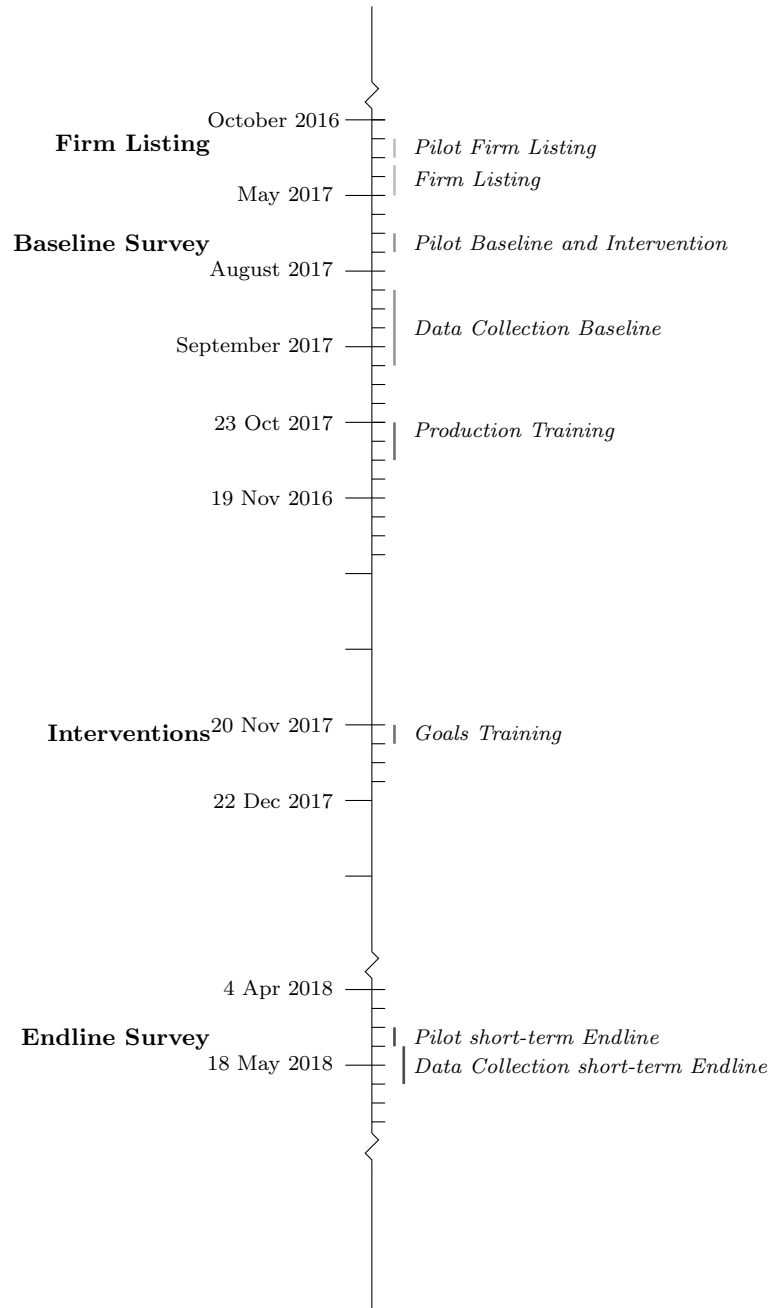 October 2016
Firm Listing
Pilot Firm Listing
Firm Listing
May 2017
Baseline Survey
Pilot Baseline and Intervention
August 2017
Data Collection Baseline
September 2017
23 Oct 2017
Production Training
19 Nov 2016
20 Nov 2017
Interventions
Goals Training
22 Dec 2017
4 Apr 2018
Endline Survey
Pilot short-term Endline
18 May 2018
Data Collection short-term Endline